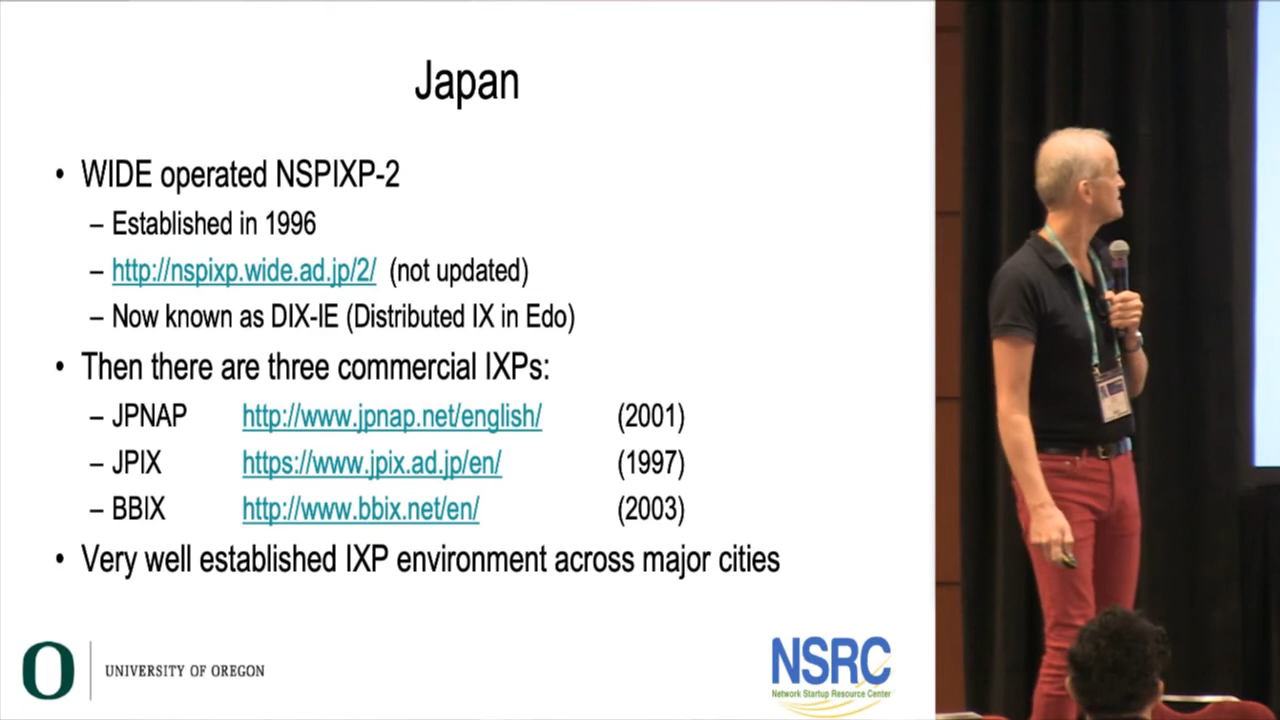 Japan
• WIDE operated NSPIXP-2
– Established in 1996
– http://nspixp.wide.ad.jp/2/ (not updated)
– Now known as DIX-IE (Distributed IX in Edo)
• Then there are three commercial IXPs:
– JPNAP http://www.jpnap.net/english/ (2001)
– JPIX https://www.jpix.ad.jp/en/ (1997)
– BBIX http://www.bbix.net/en/ (2003)
• Very well established IXP environment across major cities
O UNIVERSITY OF OREGON
NSRC
Network Startup Resource Center